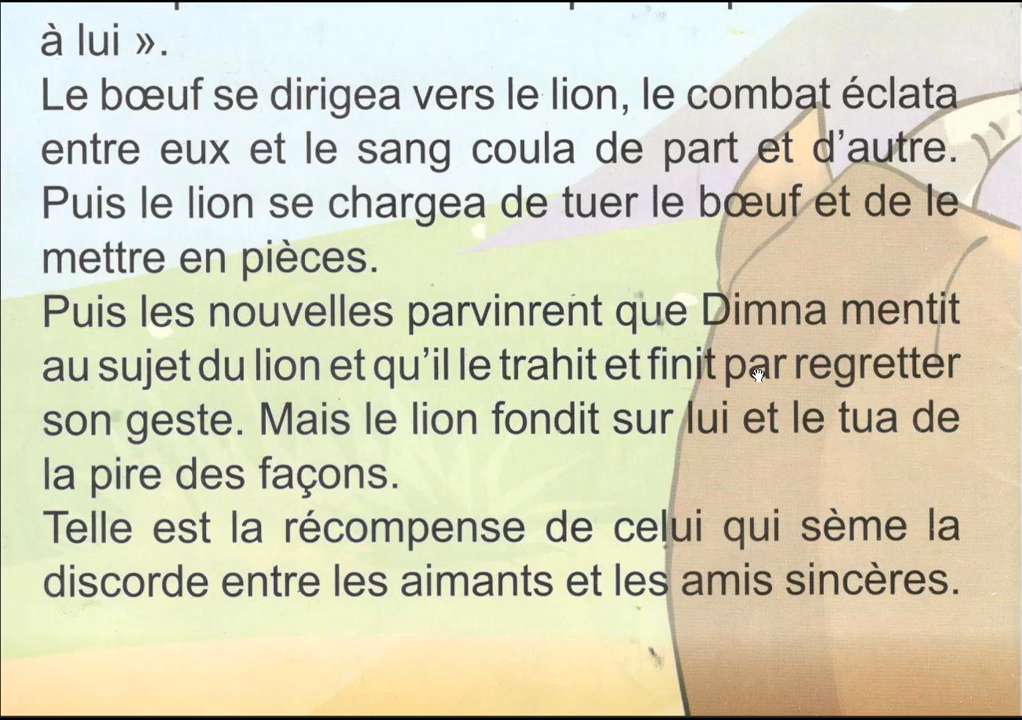 à lui ».
Le bœuf se dirigea vers le lion, le combat éclata
entre eux et le sang coula de part et d’autre.
Puis le lion se chargea de tuer le bœuf et de le
mettre en pièces.
Puis les nouvelles parvinrent que Dimna mentit
au sujet du lion et qu’il le trahit et finit par regretter
son geste. Mais le lion fondit sur lui et le tua de
la pire des façons.
Telle est la récompense de celui qui sème la
discorde entre les aimants et les amis sincères.